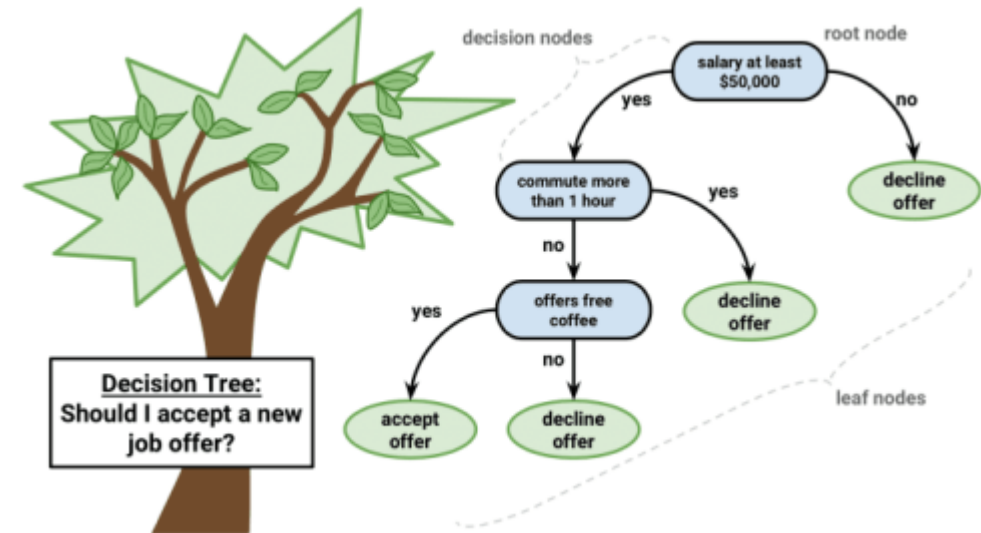 decision nodes
root node
salary at least
$50,000
yes
no
commute more
than 1 hour
yes
decline
offer
no
offers free
coffee
decline
offer
yes
no
Decision Tree:
Should I accept a new
job offer?
accept
offer
decline
offer
leaf nodes